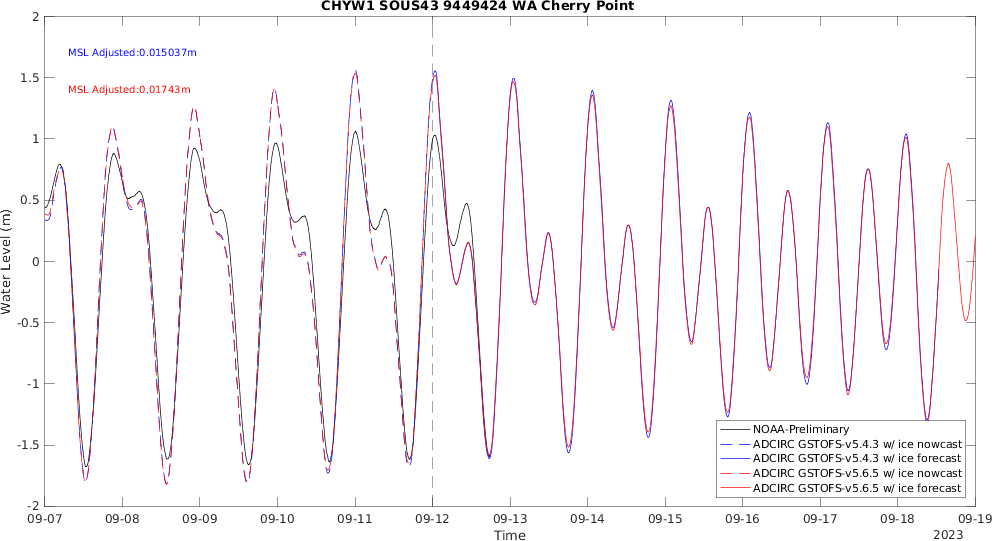 CHYW1 SOUS43 9449424 WA Cherry Point
MSL Adjusted:0.015037m
MSL Adjusted:0.01743m
Water Level (m)
2
1.5
1
0.5
0
-0.5
-1
-1.5
-2
NOAA-Preliminary
ADCIRC GSTOFS-v5.4.3 w/ ice nowcast
ADCIRC GSTOFS-v5.4.3 w/ ice forecast
ADCIRC GSTOFS-v5.6.5 w/ ice nowcast
ADCIRC GSTOFS-v5.6.5 w/ ice forecast
09-07 09-08 09-09 09-10 09-11 09-12 09-13 09-14 09-15 09-16 09-17 09-18 09-19
Time
2023